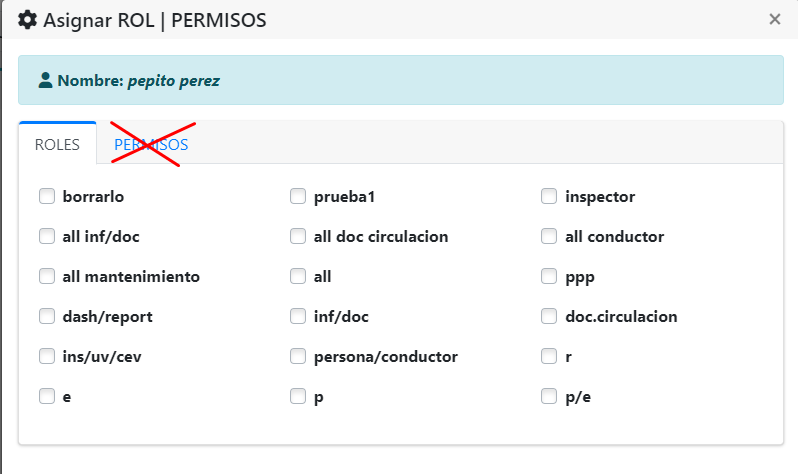 Asignar ROL | PERMISOS ×
Nombre: pepito perez
ROLES PERMISOS
borrarlo prueba1 inspector
all inf/doc all doc circulacion all conductor
all mantenimiento all ppp
dash/report inf/doc doc.circulacion
ins/uv/cev persona/conductor r
e p p/e